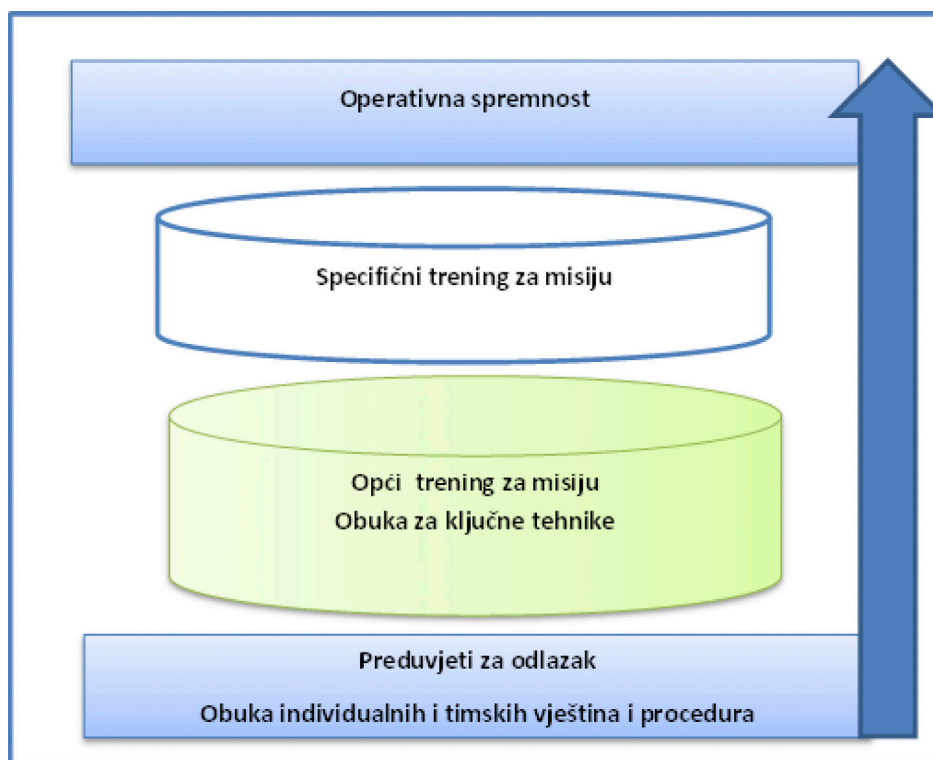 Operativna spremnost
Specifični trening za misiju
Opći trening za misiju
Obuka za ključne tehnike
Preduvjeti za odlazak
Obuka individualnih i timskih vještina i procedura